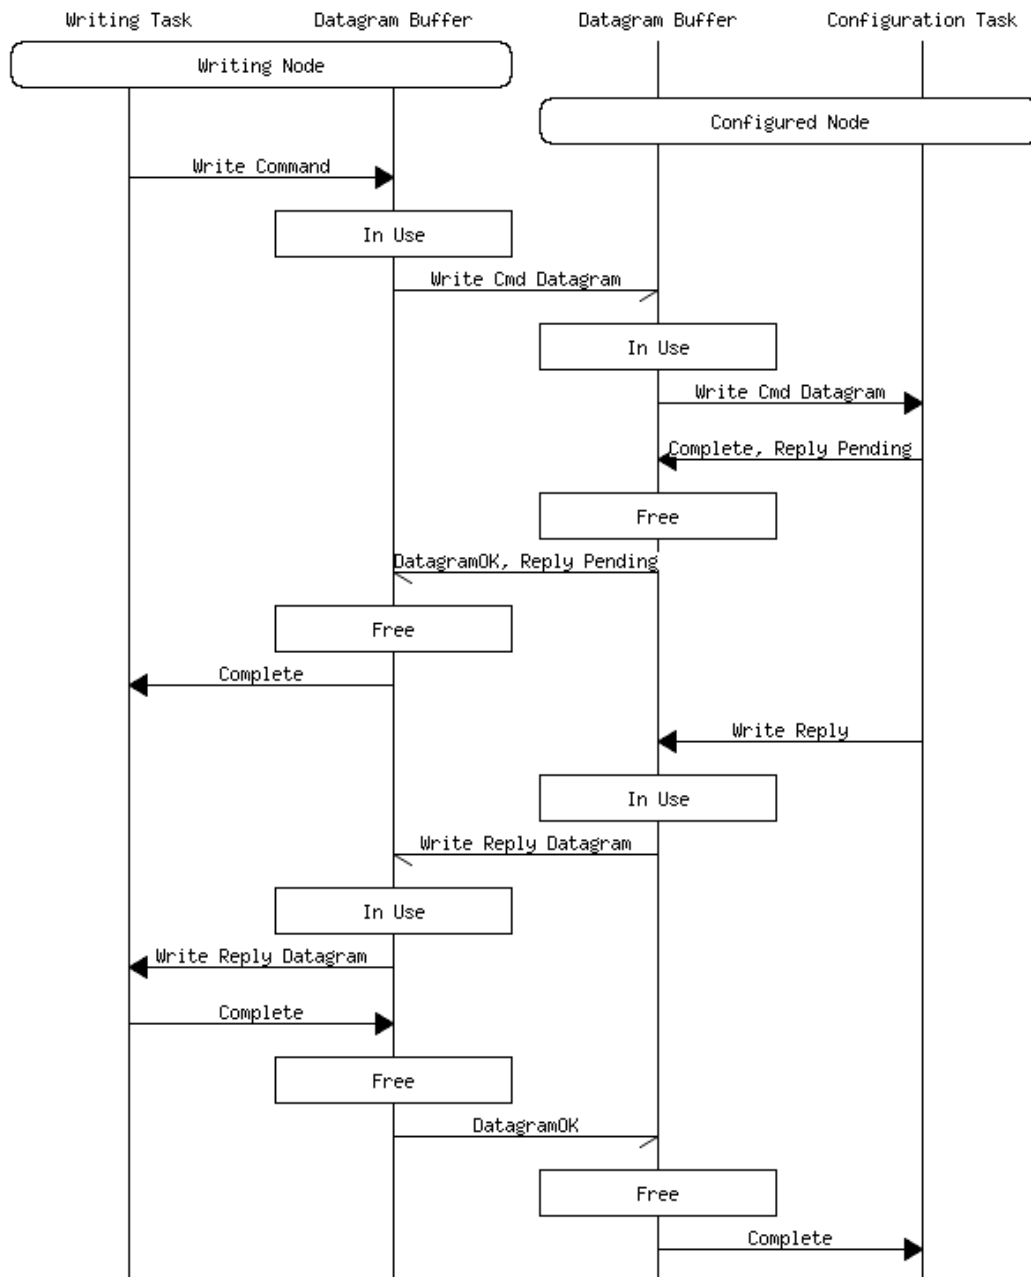 Writing Task Datagram Buffer Datagram Buffer Configuration Task
Writing Node
Configured Node
Write Command
In Use
Write Cmd Datagram
In Use
Write Cmd Datagram
Complete, Reply Pending
Free
DatagramOK, Reply Pending
Free
Complete
Write Reply
In Use
Write Reply Datagram
In Use
Write Reply Datagram
Complete
Free
DatagramOK
Free
Complete